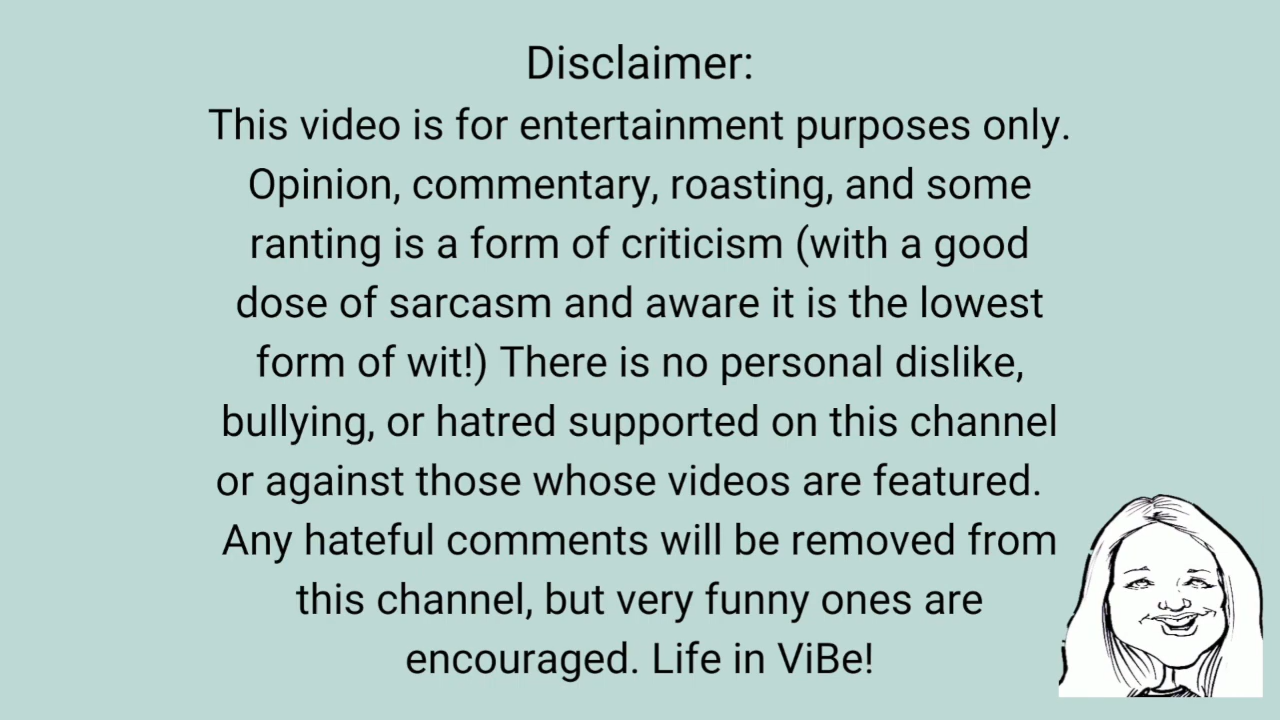 Disclaimer:
This video is for entertainment purposes only.
Opinion, commentary, roasting, and some
ranting is a form of criticism (with a good
dose of sarcasm and aware it is the lowest
form of wit!) There is no personal dislike,
bullying, or hatred supported on this channel
or against those whose videos are featured.
Any hateful comments will be removed from
this channel, but very funny ones are
encouraged. Life in ViBe!